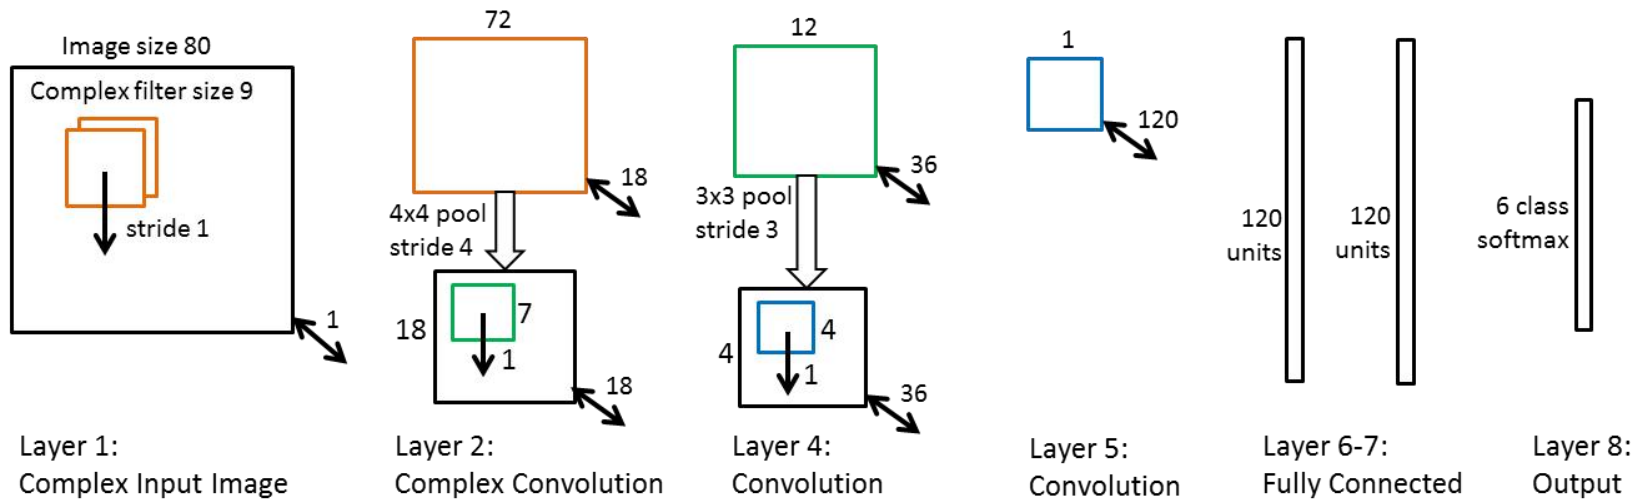 Image size 80
Complex filter size 9
stride 1
1
Layer 1:
Complex Input Image
72
18
4x4 pool
stride 4
18
7
1
18
Layer 2:
Complex Convolution
12
36
3x3 pool
stride 3
4
4
1
36
Layer 4:
Convolution
1
120
Layer 5:
Convolution
120
units
120
units
Layer 6-7:
Fully Connected
6 class
softmax
Layer 8:
Output